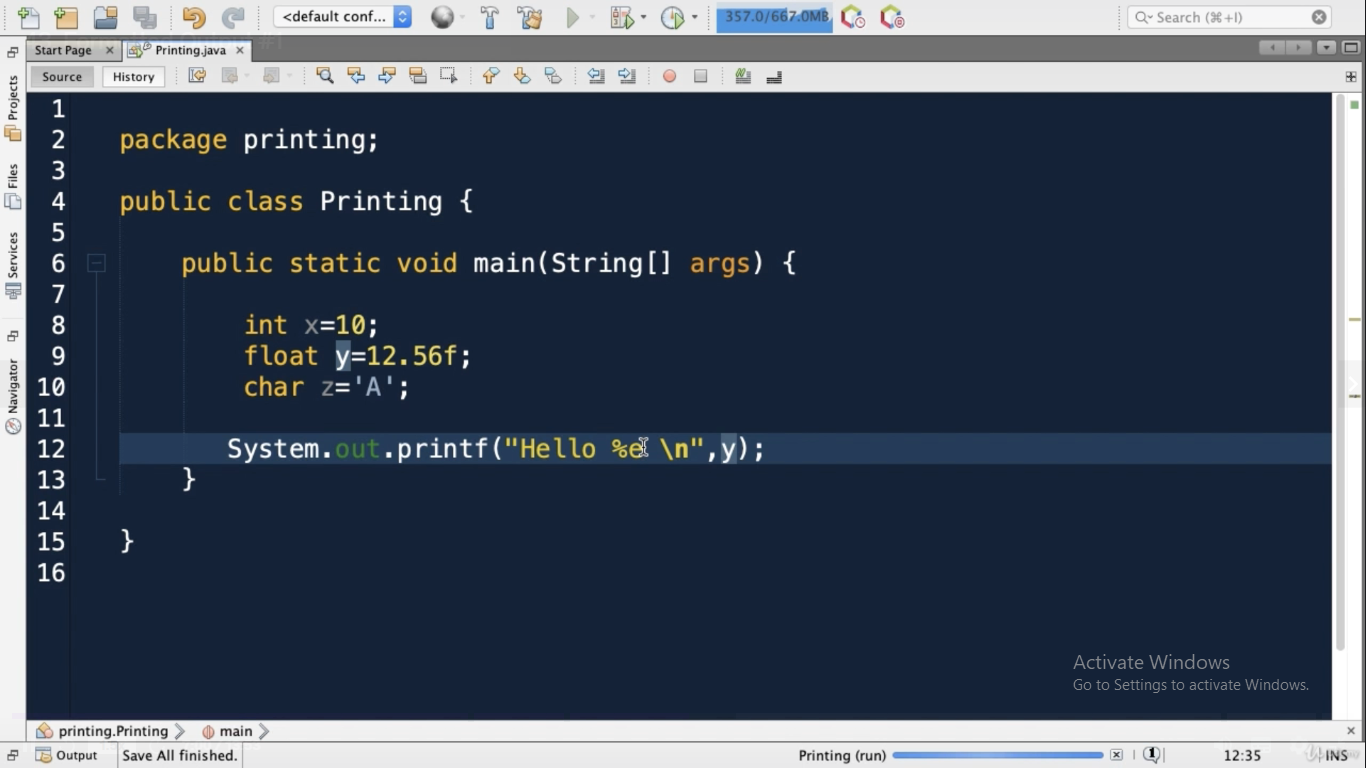 <default conf...
357.0/667.0MB
Search (⌘+I)
Start Page
Printing.java
Source
History
Projects
Files
Services
Navigator
1
2 package printing;
3
4 public class Printing {
5
6 public static void main(String[] args) {
7
8 int x=10;
9 float y=12.56f;
10 char z='A';
11
12 System.out.printf("Hello %e \n",y);
13 }
14
15 }
16
Activate Windows
Go to Settings to activate Windows.
printing.Printing
main
Output
Save All finished.
Printing (run)
1
12:35
INS